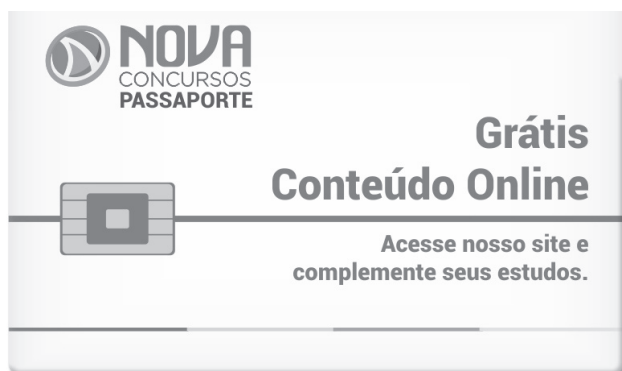 NOVA
CONCURSOS
PASSAPORTE
Grátis
Conteúdo Online
Acesse nosso site e
complemente seus estudos.